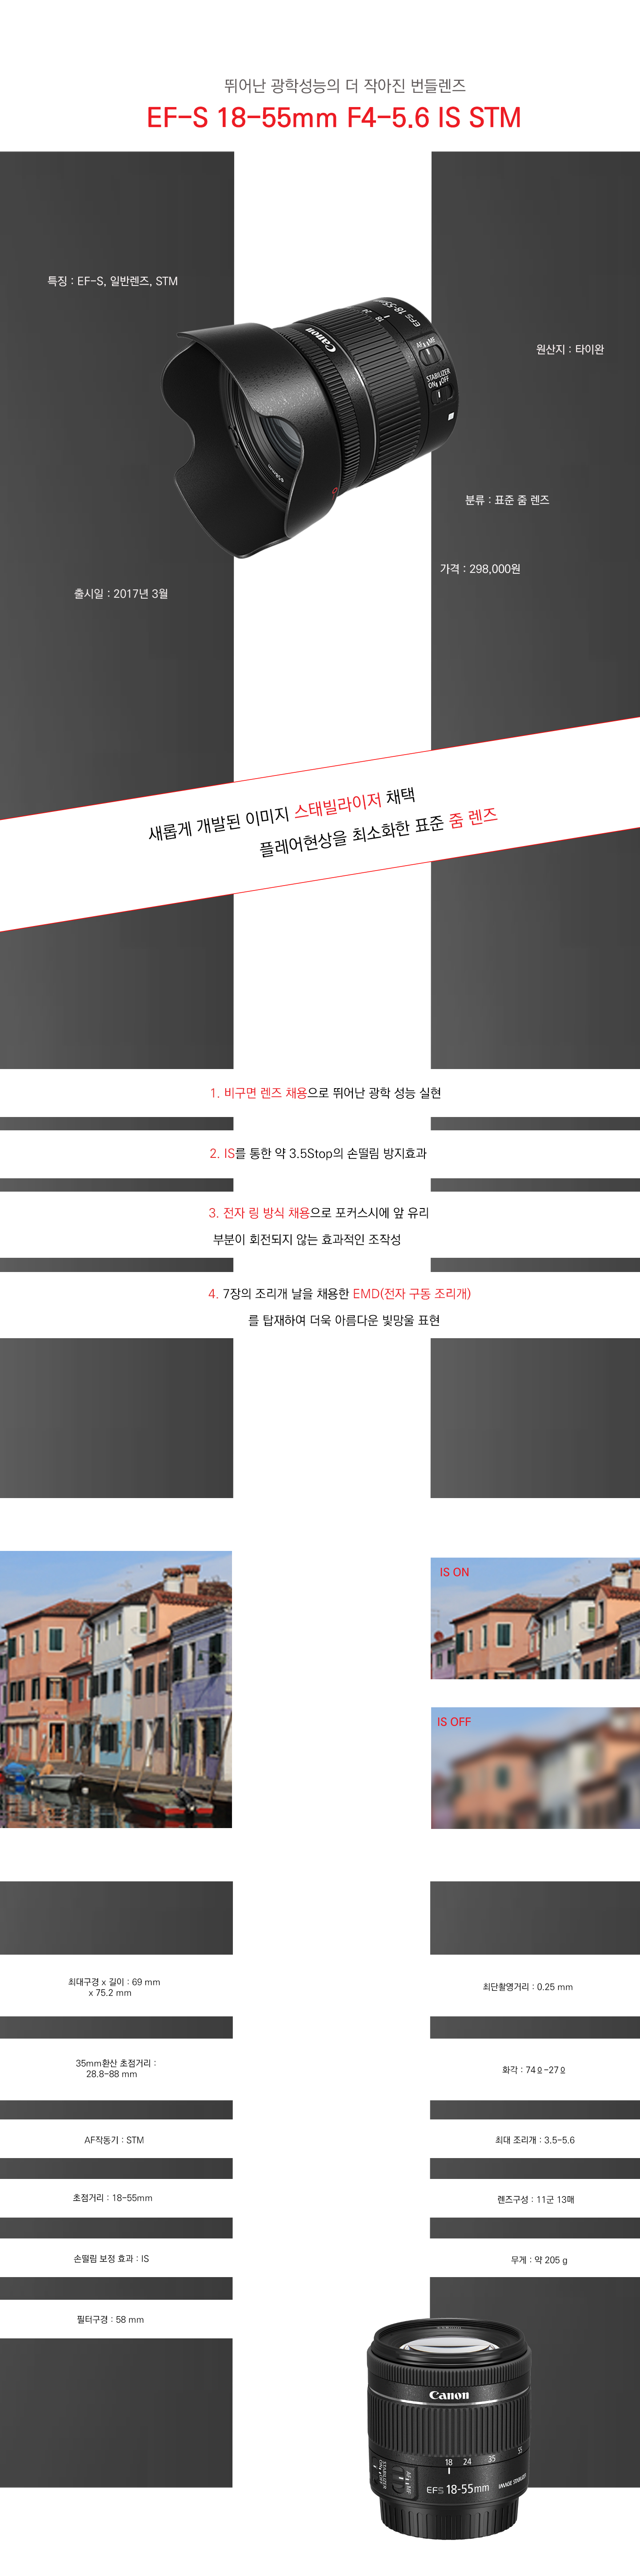 뛰어난 광학성능의 더 작아진 번들렌즈
EF-S 18-55mm F4-5.6 IS STM
특징 : EF-S, 일반렌즈, STM
EFS 18-55
24 18
Canon
AF MF
STABILIZER
ON OFF
원산지 : 타이완
분류 : 표준 줌 렌즈
가격 : 298,000원
출시일 : 2017년 3월
새롭게 개발된 이미지 스태빌라이저 채택
플레어현상을 최소화한 표준 줌 렌즈
1. 비구면 렌즈 채용으로 뛰어난 광학 성능 실현
2. IS를 통한 약 3.5Stop의 손떨림 방지효과
3. 전자 링 방식 채용으로 포커스시에 앞 유리
부분이 회전되지 않는 효과적인 조작성
4. 7장의 조리개 날을 채용한 EMD(전자 구동 조리개)
를 탑재하여 더욱 아름다운 빛망울 표현
IS ON
IS OFF
최대구경 x 길이 : 69 mm
x 75.2 mm
최단촬영거리 : 0.25 mm
35mm환산 초점거리 :
28.8-88 mm
화각 : 74º-27º
AF작동기 : STM
최대 조리개 : 3.5-5.6
초점거리 : 18-55mm
렌즈구성 : 11군 13매
손떨림 보정 효과 : IS
무게 : 약 205 g
필터구경 : 58 mm
Canon
18 24 35 55
AF MF
STABILIZER
ON OFF
EFS 18-55mm
IMAGE STABILIZER